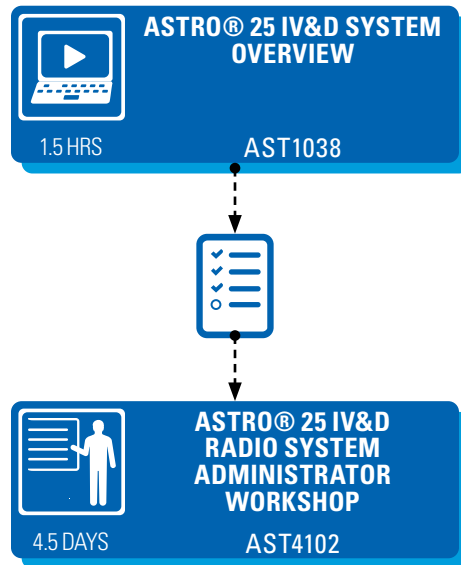 ASTRO® 25 IV&D SYSTEM
OVERVIEW
1.5 HRS
AST1038
ASTRO® 25 IV&D
RADIO SYSTEM
ADMINISTRATOR
WORKSHOP
4.5 DAYS
AST4102